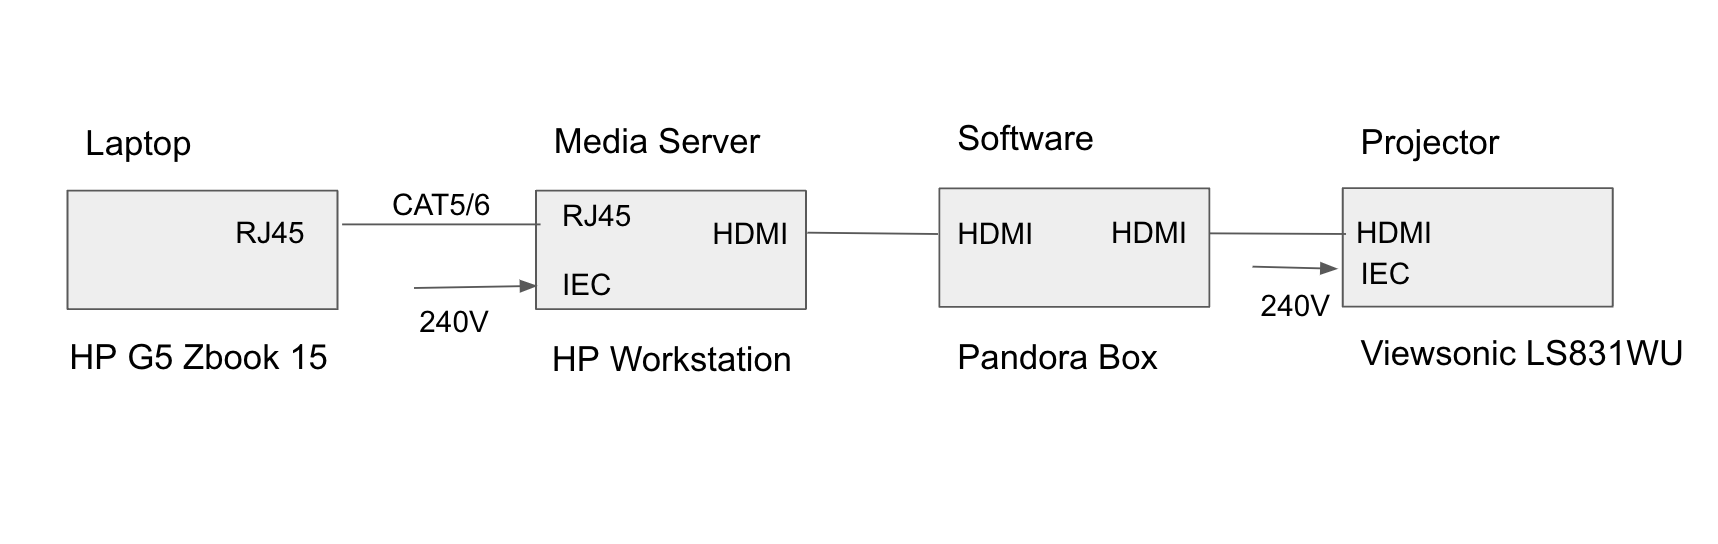 Laptop
Media Server
Software
Projector
CAT5/6
RJ45
RJ45
HDMI
HDMI
HDMI
HDMI
IEC
IEC
240V
240V
HP G5 Zbook 15
HP Workstation
Pandora Box
Viewsonic LS831WU